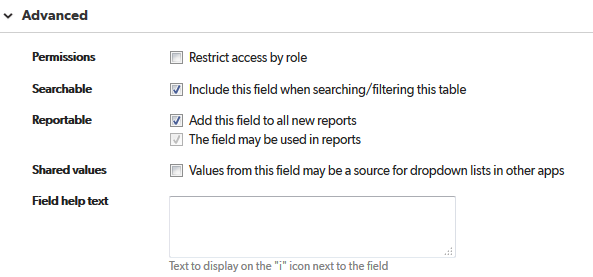 Advanced
Permissions Restrict access by role
Searchable Include this field when searching/filtering this table
Reportable Add this field to all new reports
The field may be used in reports
Shared values Values from this field may be a source for dropdown lists in other apps
Field help text
Text to display on the "i" icon next to the field